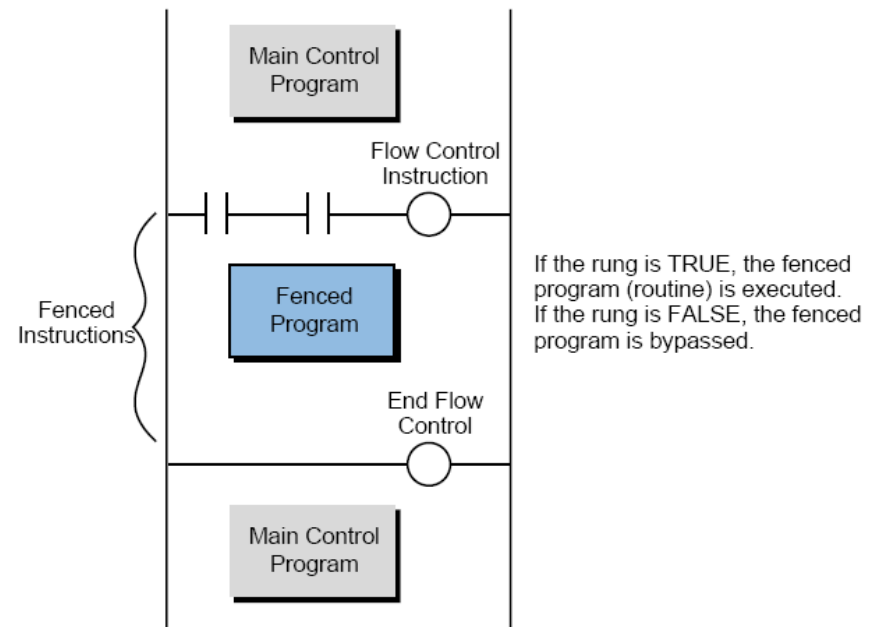 Main Control
Program
Flow Control
Instruction
Fenced
Instructions
Fenced
Program
If the rung is TRUE, the fenced
program (routine) is executed.
If the rung is FALSE, the fenced
program is bypassed.
End Flow
Control
Main Control
Program